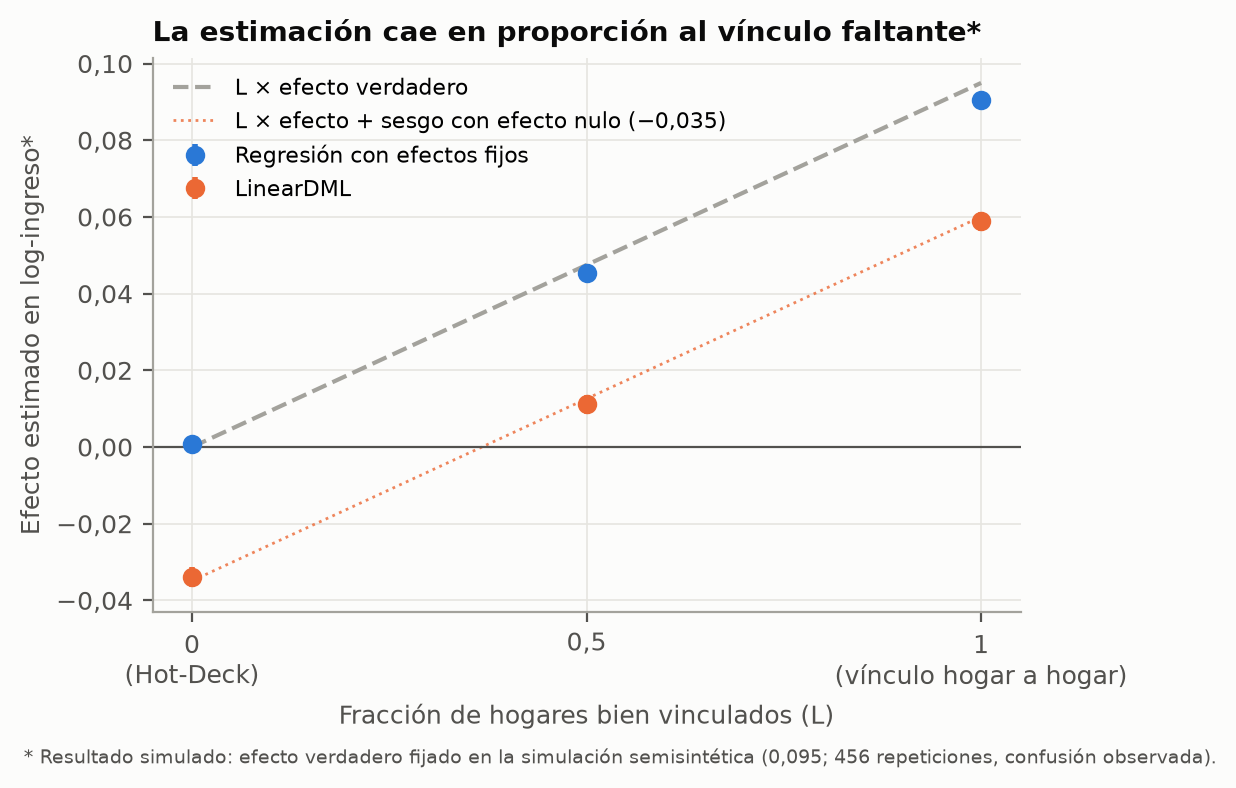 La estimación cae en proporción al vínculo faltante*
L × efecto verdadero
L × efecto + sesgo con efecto nulo (−0,035)
Regresión con efectos fijos
LinearDML
Efecto estimado en log-ingreso*
0,10
0,08
0,06
0,04
0,02
0,00
−0,02
−0,04
0
(Hot-Deck)
0,5
1
(vínculo hogar a hogar)
Fracción de hogares bien vinculados (L)
* Resultado simulado: efecto verdadero fijado en la simulación semisintética (0,095; 456 repeticiones, confusión observada).